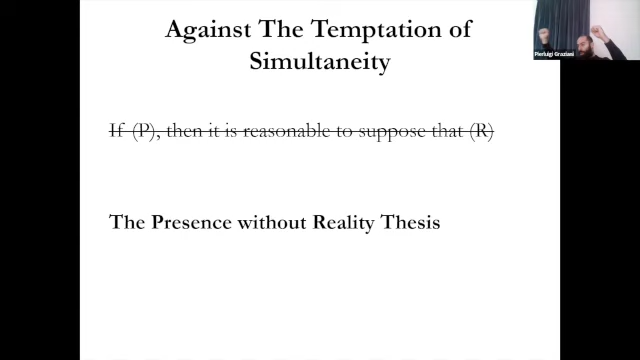 Against The Temptation of
Simultaneity
If (P), then it is reasonable to suppose that (R)
The Presence without Reality Thesis
Pierluigi Graziani